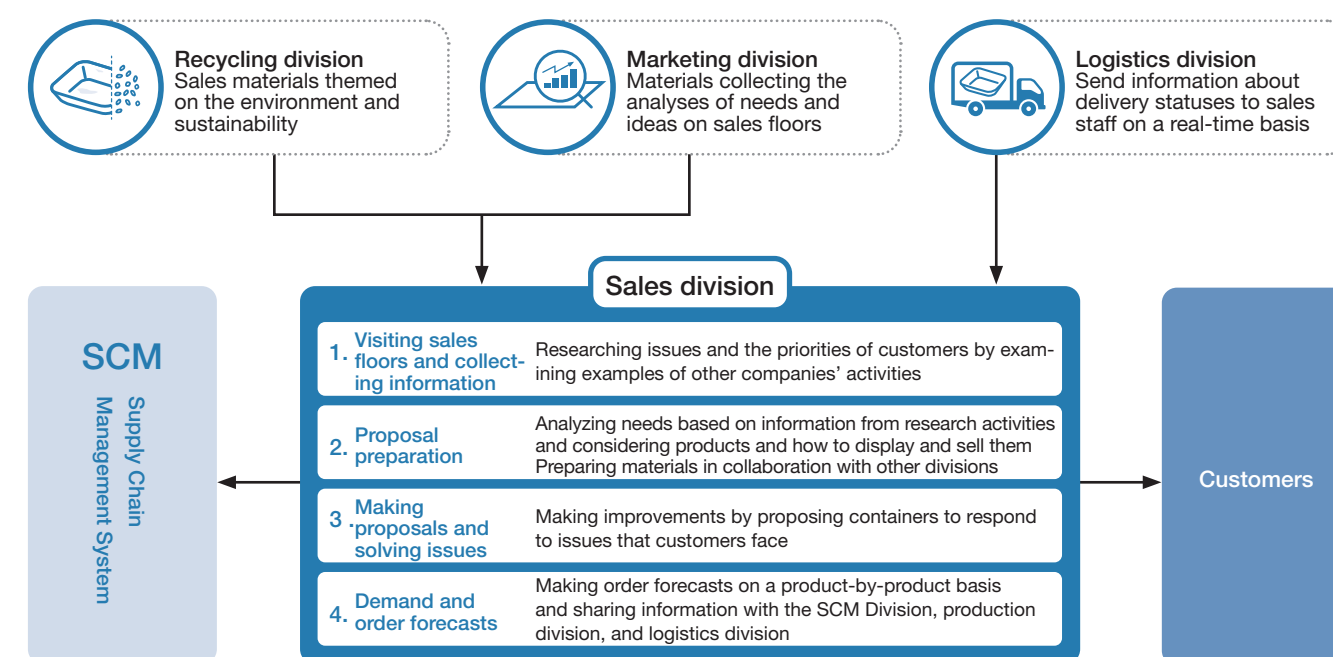 Recycling division
Sales materials themed
on the environment and
sustainability
Marketing division
Materials collecting the
analyses of needs and
ideas on sales floors
Logistics division
Send information about
delivery statuses to sales
staff on a real-time basis
Sales division
SCM
Supply Chain
Management System
1. Visiting sales
floors and collect-
ing information
Researching issues and the priorities of customers by exam-
ining examples of other companies’ activities
2. Proposal
preparation
Analyzing needs based on information from research activities
and considering products and how to display and sell them
Preparing materials in collaboration with other divisions
3. Making
proposals and
solving issues
Making improvements by proposing containers to respond
to issues that customers face
4. Demand and
order forecasts
Making order forecasts on a product-by-product basis
and sharing information with the SCM Division, production
division, and logistics division
Customers